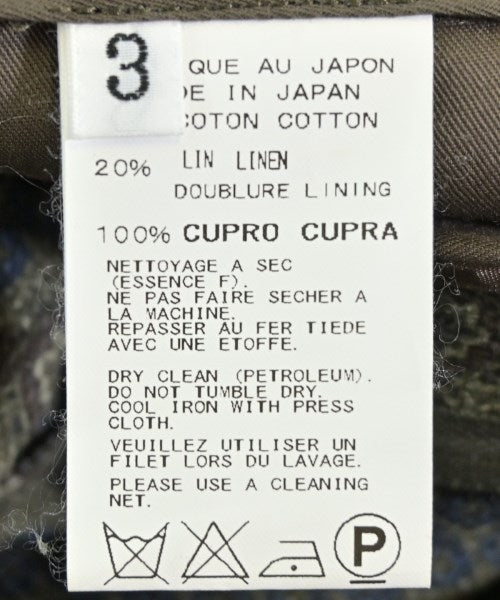 3
QUE AU JAPON
IN JAPAN
COTON COTTON
20% LIN LINEN
DOUBLURE LINING
100% CUPRO CUPRA
NETTOYAGE A SEC
(ESSENCE F).
NE PAS FAIRE SECHER A
LA MACHINE.
REPASSER AU FER TIEDE
AVEC UNE ETOFFE.
DRY CLEAN (PETROLEUM).
DO NOT TUMBLE DRY.
COOL IRON WITH PRESS
CLOTH.
VEUILLEZ UTILISER UN
FILET LORS DU LAVAGE.
PLEASE USE A CLEANING
NET.
P